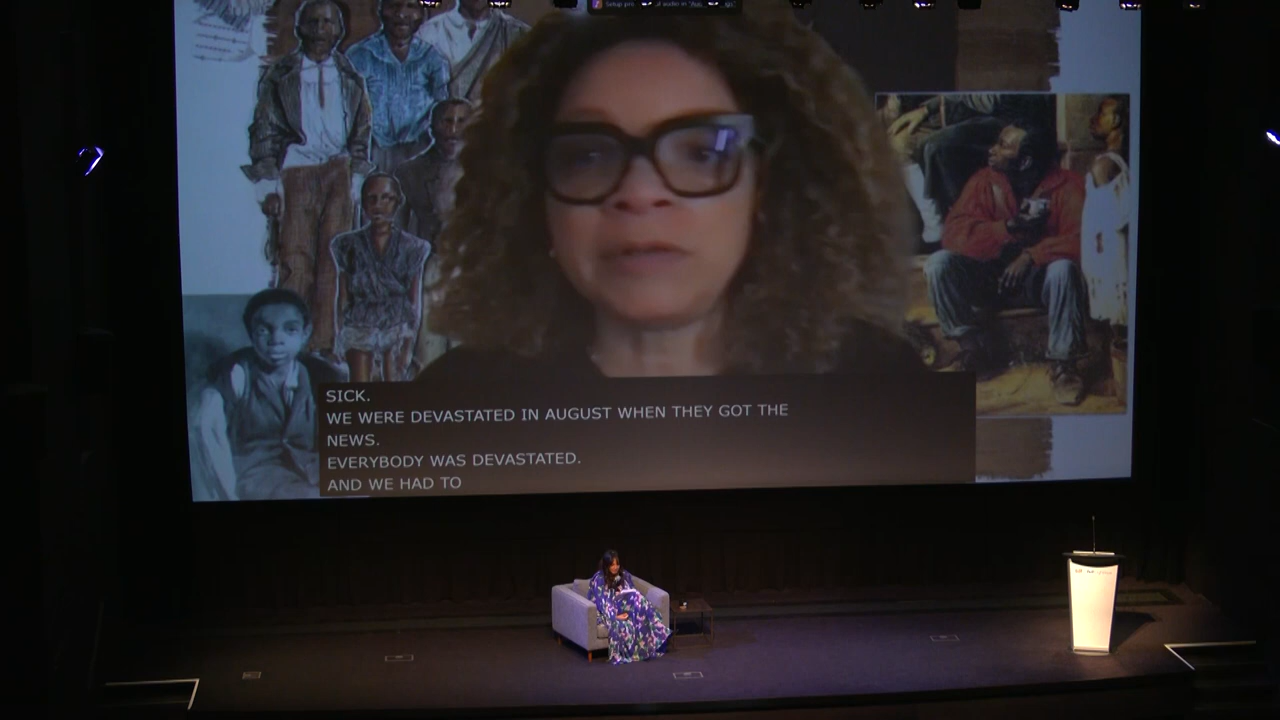 SICK.
WE WERE DEVASTATED IN AUGUST WHEN THEY GOT THE
NEWS.
EVERYBODY WAS DEVASTATED.
AND WE HAD TO